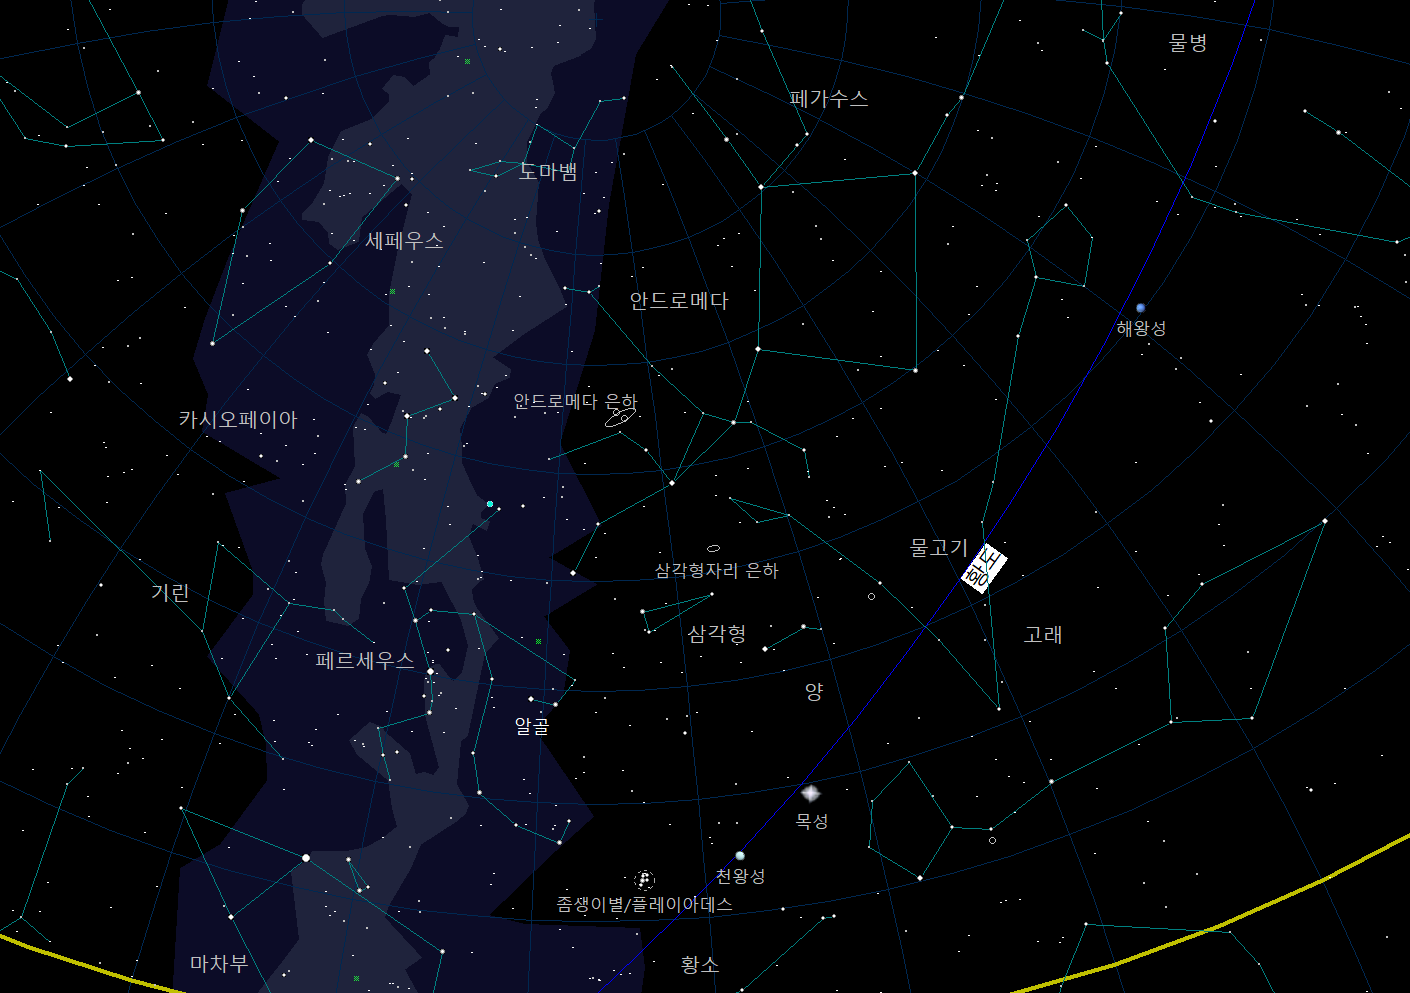 물병
페가수스
도마뱀
세페우스
안드로메다
해왕성
안드로메다 은하
카시오페이아
물고기
황도
삼각형자리 은하
기린
삼각형
고래
페르세우스
양
알골
목성
천왕성
좀생이별/플레이아데스
마차부
황소